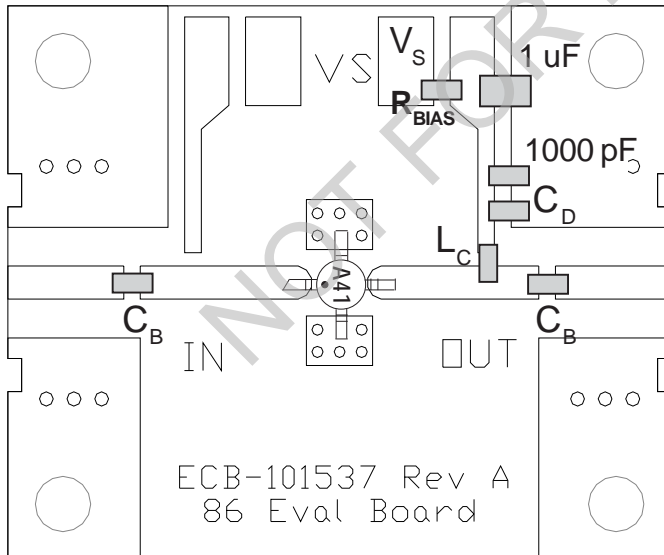 VS
V_S
1 uF
R_BIAS
1000 pF
C_D
L_C
A41
C_B
C_B
IN
OUT
ECB-101537 Rev A
86 Eval Board
NOT FOR